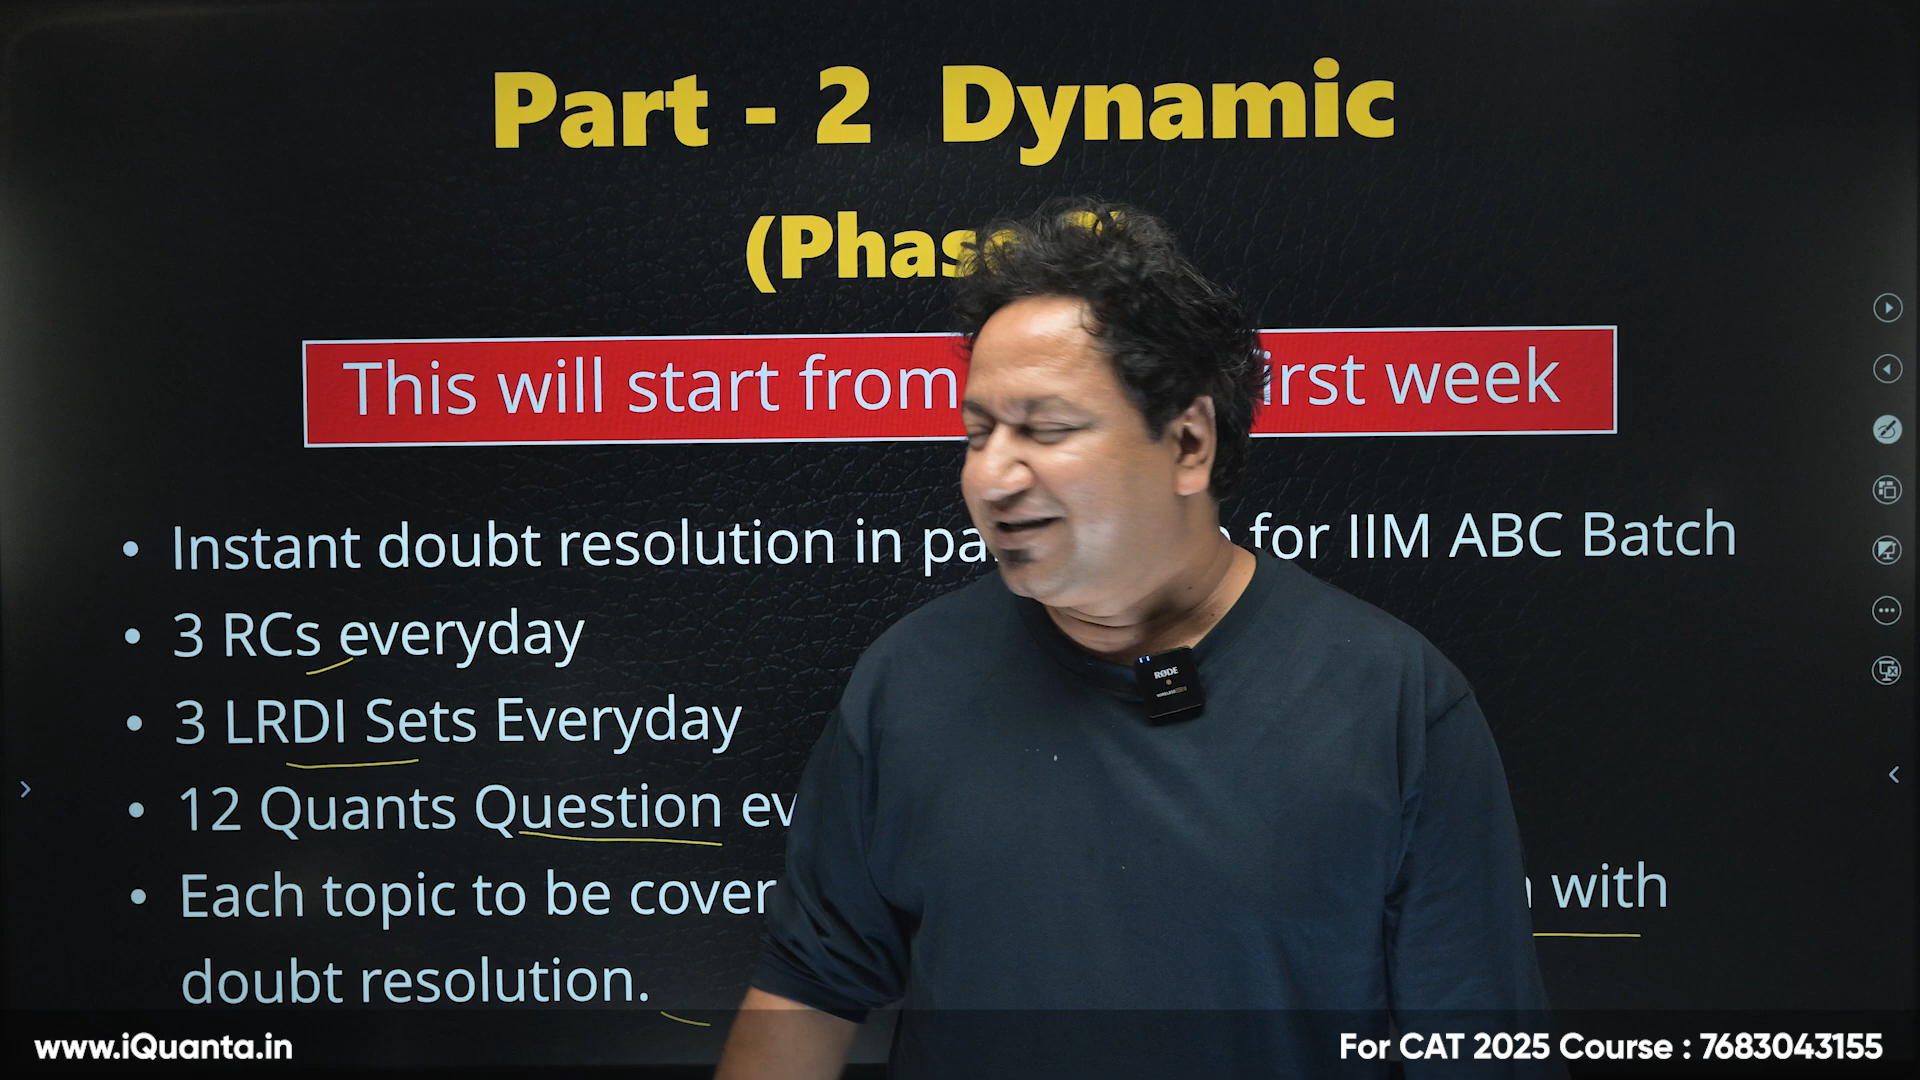 Part - 2 Dynamic
(Phas
This will start from irst week
• Instant doubt resolution in pa for IIM ABC Batch
• 3 RCs everyday
• 3 LRDI Sets Everyday
• 12 Quants Question ev
• Each topic to be cover with
doubt resolution.
RØDE
www.iQuanta.in
For CAT 2025 Course : 7683043155